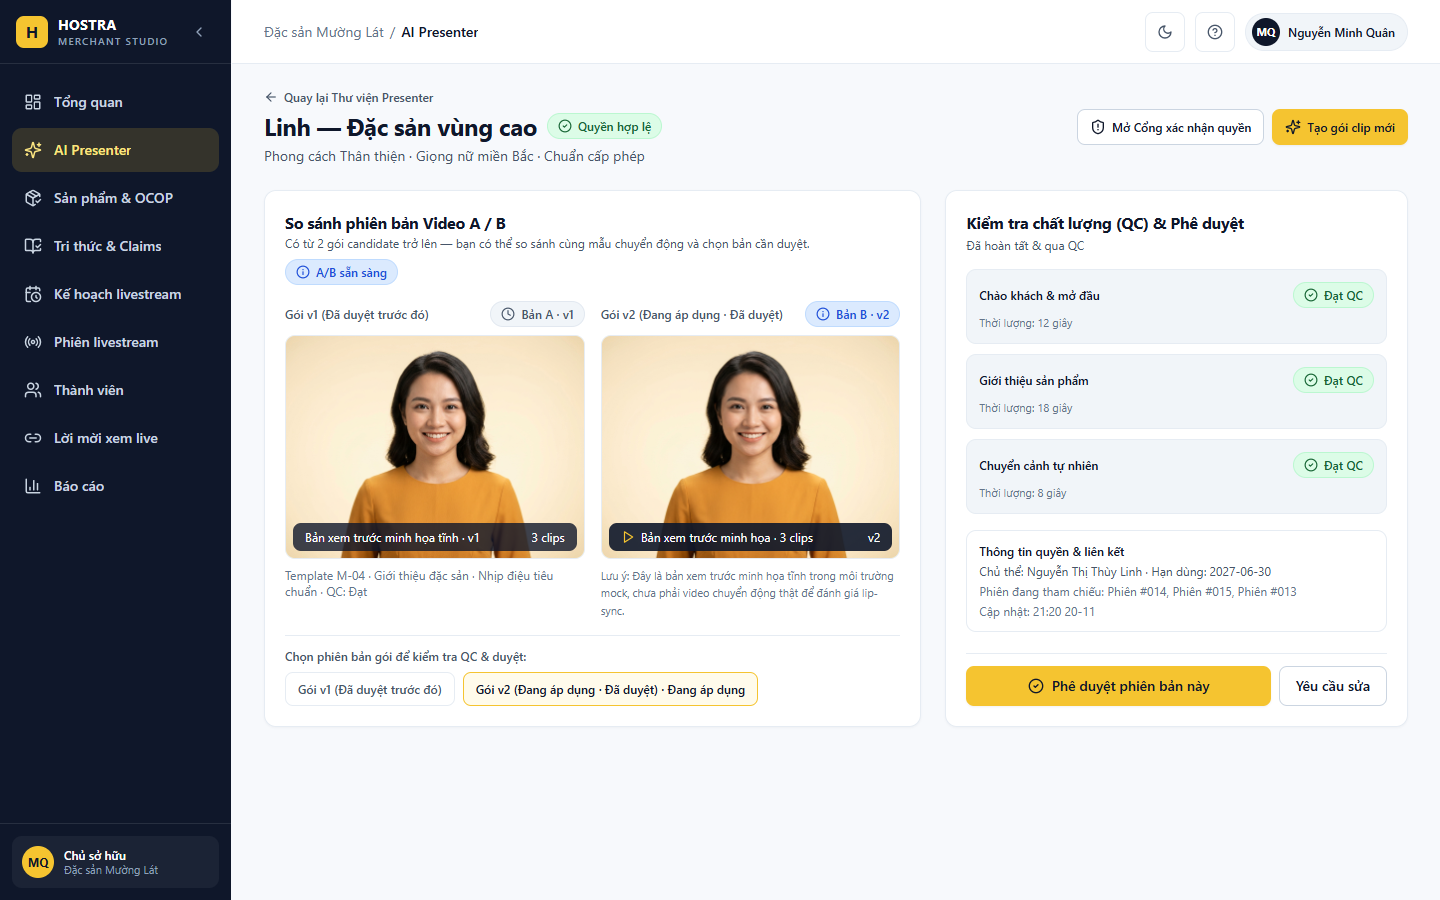 H
HOSTRA
MERCHANT STUDIO
Tổng quan
AI Presenter
Sản phẩm & OCOP
Tri thức & Claims
Kế hoạch livestream
Phiên livestream
Thành viên
Lời mời xem live
Báo cáo
MQ
Chủ sở hữu
Đặc sản Mường Lát
Đặc sản Mường Lát / AI Presenter
MQ Nguyễn Minh Quân
Quay lại Thư viện Presenter
Linh — Đặc sản vùng cao
Quyền hợp lệ
Phong cách Thân thiện · Giọng nữ miền Bắc · Chuẩn cấp phép
Mở Cổng xác nhận quyền
Tạo gói clip mới
So sánh phiên bản Video A / B
Có từ 2 gói candidate trở lên — bạn có thể so sánh cùng mẫu chuyển động và chọn bản cần duyệt.
A/B sẵn sàng
Gói v1 (Đã duyệt trước đó)
Bản A · v1
Bản xem trước minh họa tĩnh · v1
3 clips
Template M-04 · Giới thiệu đặc sản · Nhịp điệu tiêu
chuẩn · QC: Đạt
Gói v2 (Đang áp dụng · Đã duyệt)
Bản B · v2
Bản xem trước minh họa · 3 clips
v2
Lưu ý: Đây là bản xem trước minh họa tĩnh trong môi trường
mock, chưa phải video chuyển động thật để đánh giá lip-
sync.
Chọn phiên bản gói để kiểm tra QC & duyệt:
Gói v1 (Đã duyệt trước đó)
Gói v2 (Đang áp dụng · Đã duyệt) · Đang áp dụng
Kiểm tra chất lượng (QC) & Phê duyệt
Đã hoàn tất & qua QC
Chào khách & mở đầu
Đạt QC
Thời lượng: 12 giây
Giới thiệu sản phẩm
Đạt QC
Thời lượng: 18 giây
Chuyển cảnh tự nhiên
Đạt QC
Thời lượng: 8 giây
Thông tin quyền & liên kết
Chủ thể: Nguyễn Thị Thùy Linh · Hạn dùng: 2027-06-30
Phiên đang tham chiếu: Phiên #014, Phiên #015, Phiên #013
Cập nhật: 21:20 20-11
Phê duyệt phiên bản này
Yêu cầu sửa